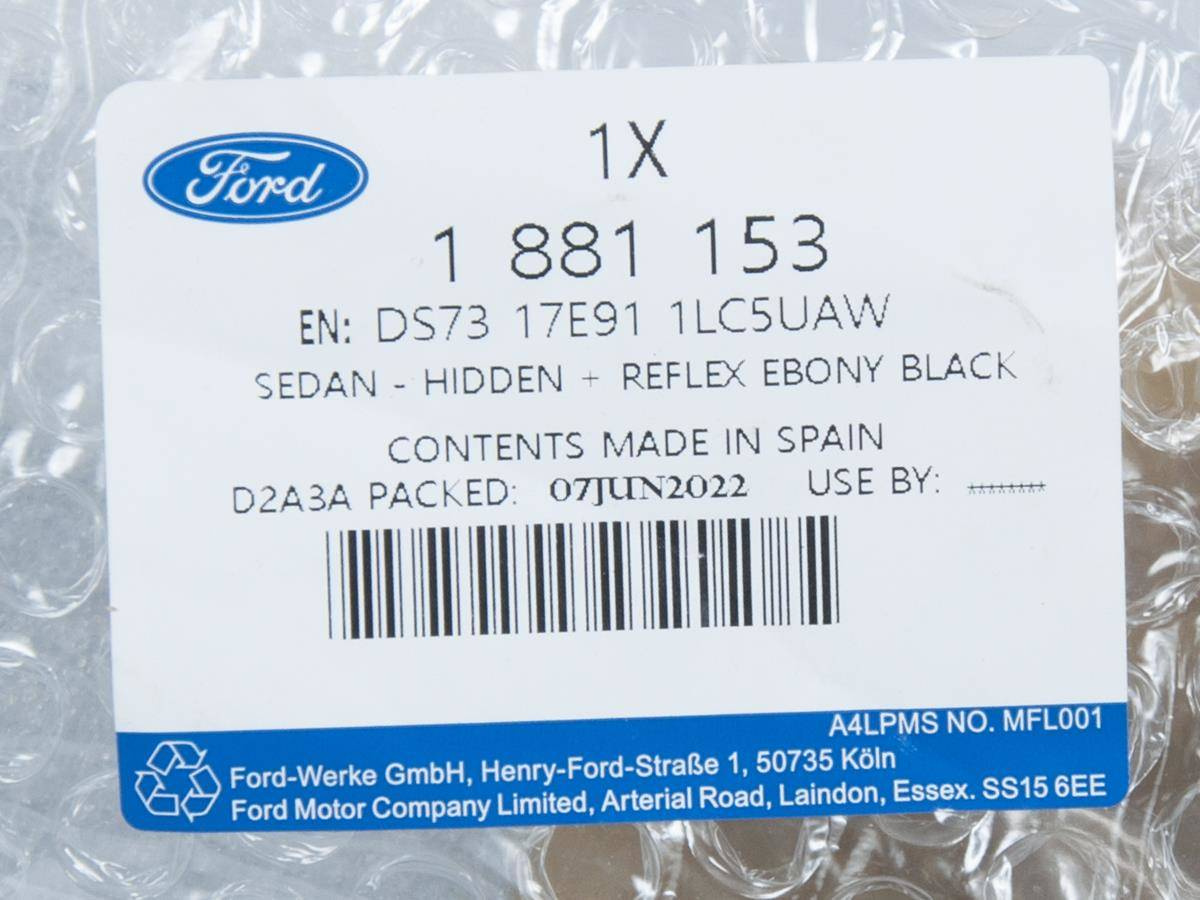 Ford
1X
1 881 153
EN: DS73 17E91 1LC5UAW
SEDAN - HIDDEN + REFLEX EBONY BLACK
CONTENTS MADE IN SPAIN
D2A3A PACKED: 07JUN2022 USE BY: ********
A4LPMS NO. MFL001
Ford-Werke GmbH, Henry-Ford-Straße 1, 50735 Köln
Ford Motor Company Limited, Arterial Road, Laindon, Essex. SS15 6EE